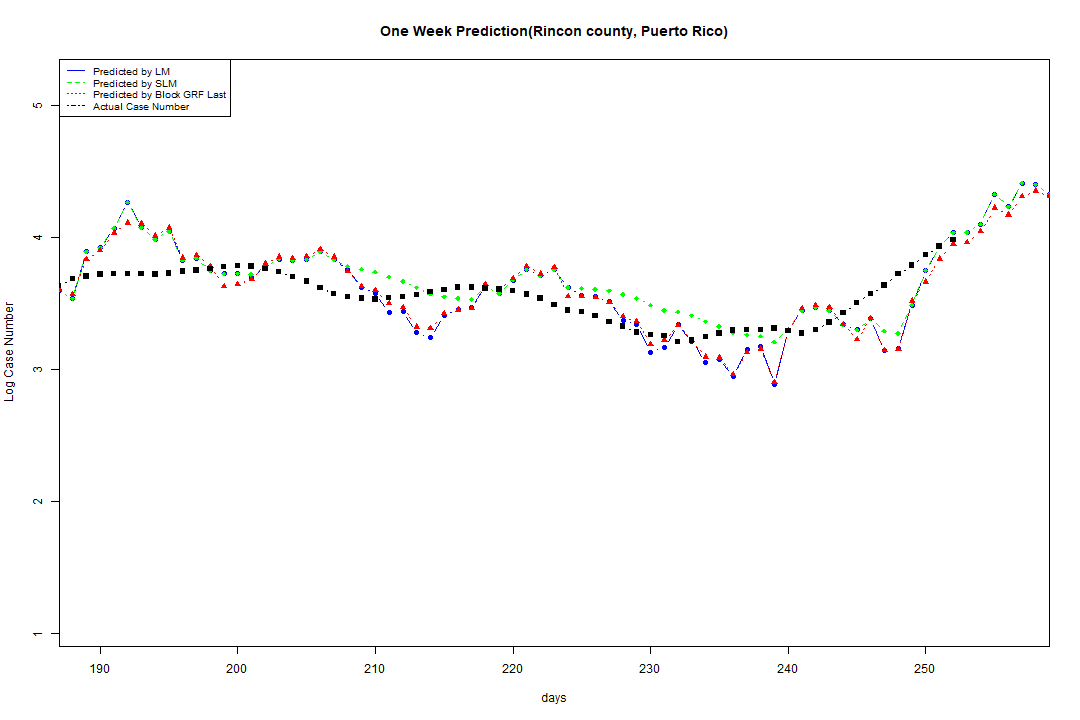 One Week Prediction(Rincon county, Puerto Rico)
Predicted by LM
Predicted by SLM
Predicted by Block GRF Last
Actual Case Number
5
4
3
2
1
Log Case Number
190 200 210 220 230 240 250
days